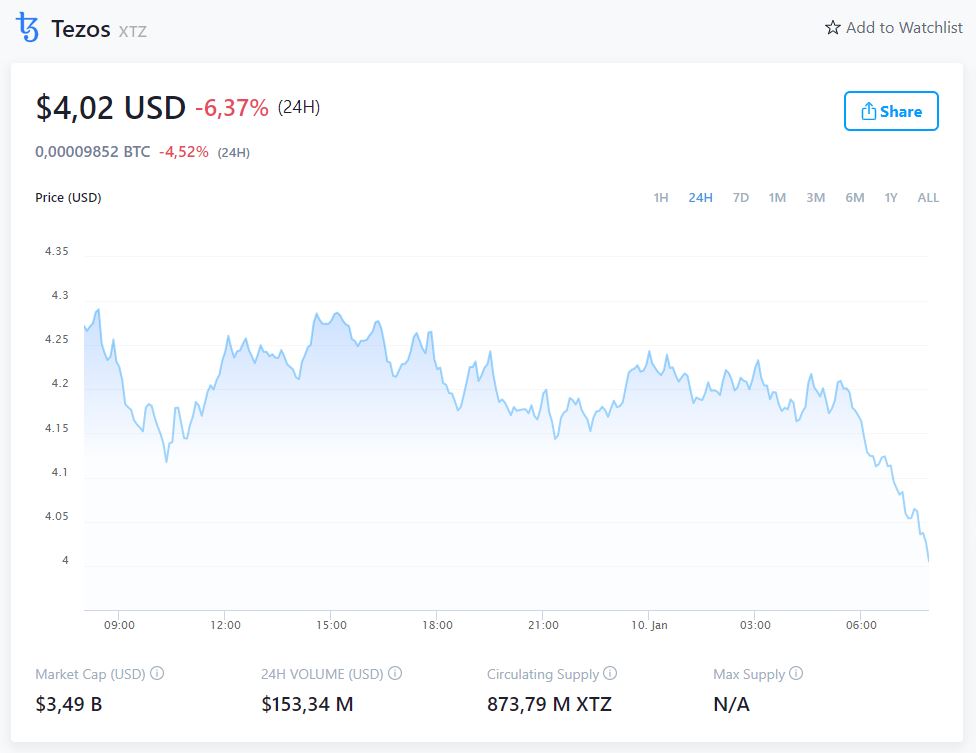 Tezos XTZ
Add to Watchlist
$4,02 USD -6,37% (24H)
Share
0,00009852 BTC -4,52% (24H)
Price (USD)
1H 24H 7D 1M 3M 6M 1Y ALL
4.35
4.3
4.25
4.2
4.15
4.1
4.05
4
09:00 12:00 15:00 18:00 21:00 10. Jan 03:00 06:00
Market Cap (USD) 24H VOLUME (USD) Circulating Supply Max Supply
$3,49 B $153,34 M 873,79 M XTZ N/A